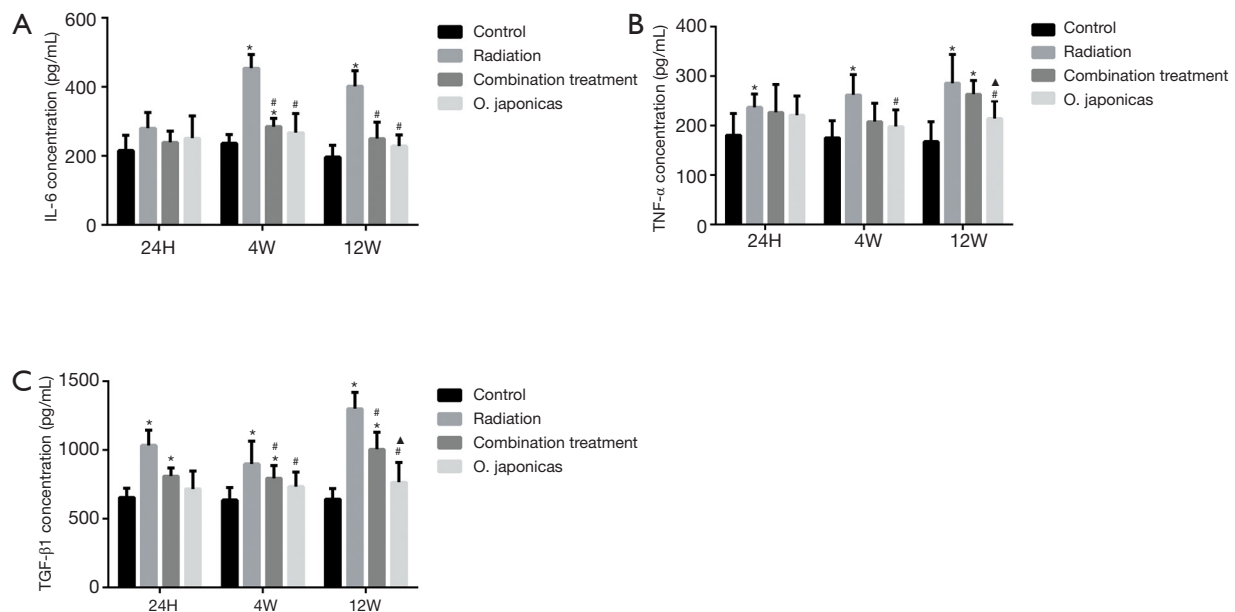 A
IL-6 concentration (pg/mL)
600
400
200
0
*
#
*
#
*
#
#
24H
4W
12W
Control
Radiation
Combination treatment
O. japonicas
B
TNF-α concentration (pg/mL)
400
300
200
100
0
*
*
#
*
*
▲
#
24H
4W
12W
Control
Radiation
Combination treatment
O. japonicas
C
TGF-β1 concentration (pg/mL)
1500
1000
500
0
*
*
*
#
*
#
*
#
*
▲
#
24H
4W
12W
Control
Radiation
Combination treatment
O. japonicas